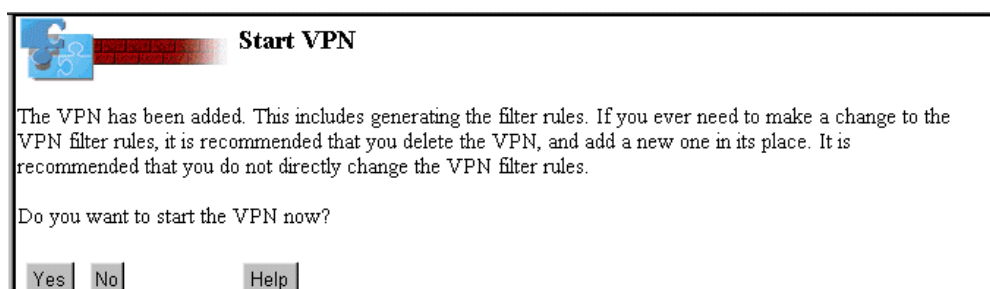 Start VPN
The VPN has been added. This includes generating the filter rules. If you ever need to make a change to the
VPN filter rules, it is recommended that you delete the VPN, and add a new one in its place. It is
recommended that you do not directly change the VPN filter rules.
Do you want to start the VPN now?
Yes No Help